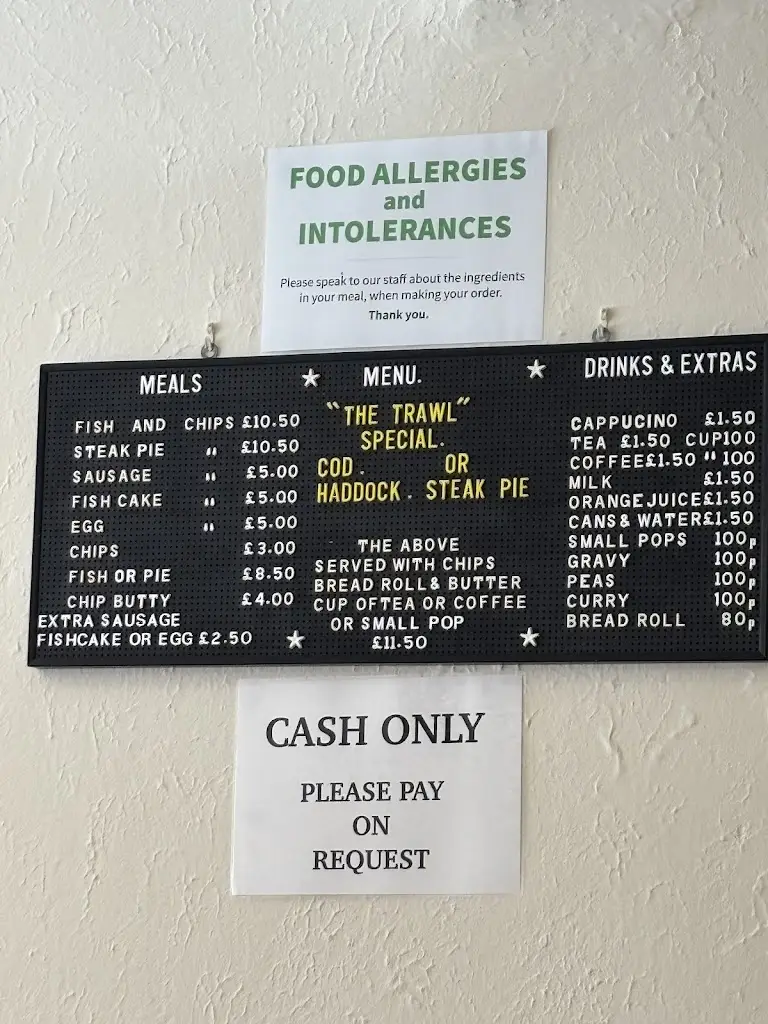 FOOD ALLERGIES
and
INTOLERANCES
Please speak to our staff about the ingredients
in your meal, when making your order.
Thank you.
MEALS
FISH AND CHIPS £10.50
STEAK PIE " £10.50
SAUSAGE " £5.00
FISH CAKE " £5.00
EGG " £5.00
CHIPS £3.00
FISH OR PIE £8.50
CHIP BUTTY £4.00
EXTRA SAUSAGE
FISHCAKE OR EGG £2.50
MENU.
"THE TRAWL"
SPECIAL.
COD. OR
HADDOCK. STEAK PIE
THE ABOVE
SERVED WITH CHIPS
BREAD ROLL & BUTTER
CUP OF TEA OR COFFEE
OR SMALL POP
£11.50
DRINKS & EXTRAS
CAPPUCINO £1.50
TEA £1.50 CUP100
COFFEE£1.50 " 100
MILK £1.50
ORANGE JUICE£1.50
CANS & WATER£1.50
SMALL POPS 100p
GRAVY 100p
PEAS 100p
CURRY 100p
BREAD ROLL 80p
CASH ONLY
PLEASE PAY
ON
REQUEST